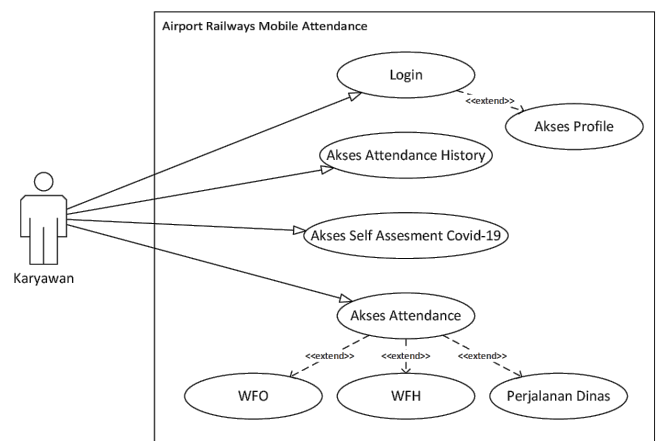 Airport Railways Mobile Attendance
Login
<<extend>>
Akses Profile
Akses Attendance History
Akses Self Assesment Covid-19
Karyawan
Akses Attendance
<<extend>>
<<extend>>
<<extend>>
WFO
WFH
Perjalanan Dinas